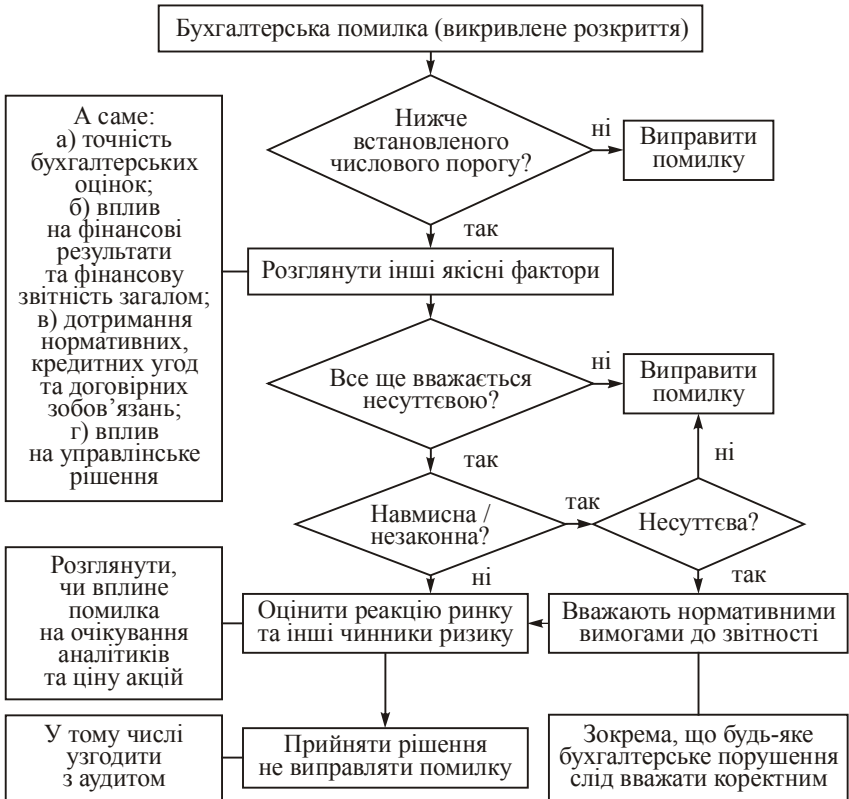 Бухгалтерська помилка (викривлене розкриття)
Нижче
встановленого
числового порогу?
ні
Виправити
помилку
так
А саме:
а) точність
бухгалтерських
оцінок;
б) вплив
на фінансові
результати
та фінансову
звітність загалом;
в) дотримання
нормативних,
кредитних угод
та договірних
зобов’язань;
г) вплив
на управлінське
рішення
Розглянути інші якісні фактори
Все ще вважається
несуттєвою?
ні
Виправити
помилку
так
ні
Навмисна /
незаконна?
так
Несуттєва?
ні
так
Розглянути,
чи вплине
помилка
на очікування
аналітиків
та ціну акцій
Оцінити реакцію ринку
та інші чинники ризику
Вважають нормативними
вимогами до звітності
У тому числі
узгодити
з аудитом
Прийняти рішення
не виправляти помилку
Зокрема, що будь-яке
бухгалтерське порушення
слід вважати коректним